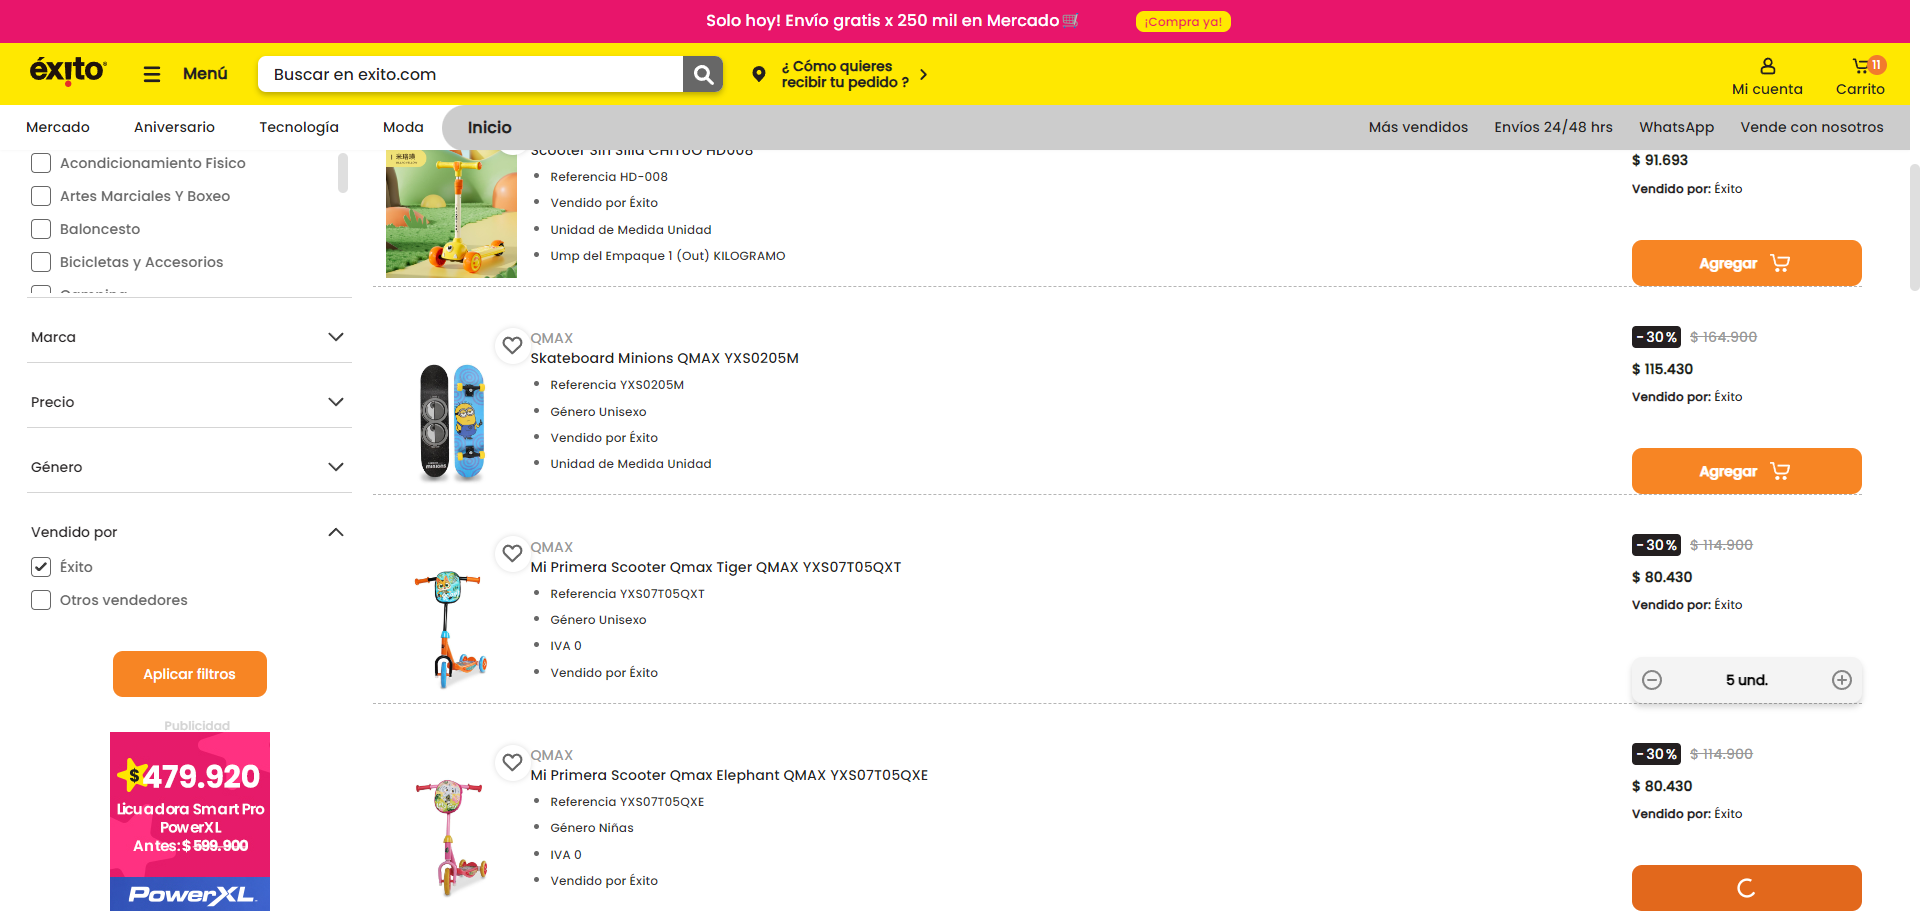 Solo hoy! Envío gratis x 250 mil en Mercado
¡Compra ya!
éxito
Menú
Buscar en exito.com
¿ Cómo quieres
recibir tu pedido ?
Mi cuenta
11
Carrito
Mercado
Aniversario
Tecnología
Moda
Inicio
Más vendidos
Envíos 24/48 hrs
WhatsApp
Vende con nosotros
Acondicionamiento Fisico
Artes Marciales Y Boxeo
Baloncesto
Bicicletas y Accesorios
Camping
Marca
Precio
Género
Vendido por
Éxito
Otros vendedores
Aplicar filtros
Publicidad
$479.920
Licuadora Smart Pro
PowerXL
Antes: $ 599.900
PowerXL
Scooter Sin Silla CHITUO HD008
Referencia HD-008
Vendido por Éxito
Unidad de Medida Unidad
Ump del Empaque 1 (Out) KILOGRAMO
$ 91.693
Vendido por: Éxito
Agregar
QMAX
Skateboard Minions QMAX YXS0205M
Referencia YXS0205M
Género Unisexo
Vendido por Éxito
Unidad de Medida Unidad
-30% $ 164.900
$ 115.430
Vendido por: Éxito
Agregar
QMAX
Mi Primera Scooter Qmax Tiger QMAX YXS07T05QXT
Referencia YXS07T05QXT
Género Unisexo
IVA 0
Vendido por Éxito
-30% $ 114.900
$ 80.430
Vendido por: Éxito
5 und.
QMAX
Mi Primera Scooter Qmax Elephant QMAX YXS07T05QXE
Referencia YXS07T05QXE
Género Niñas
IVA 0
Vendido por Éxito
-30% $ 114.900
$ 80.430
Vendido por: Éxito